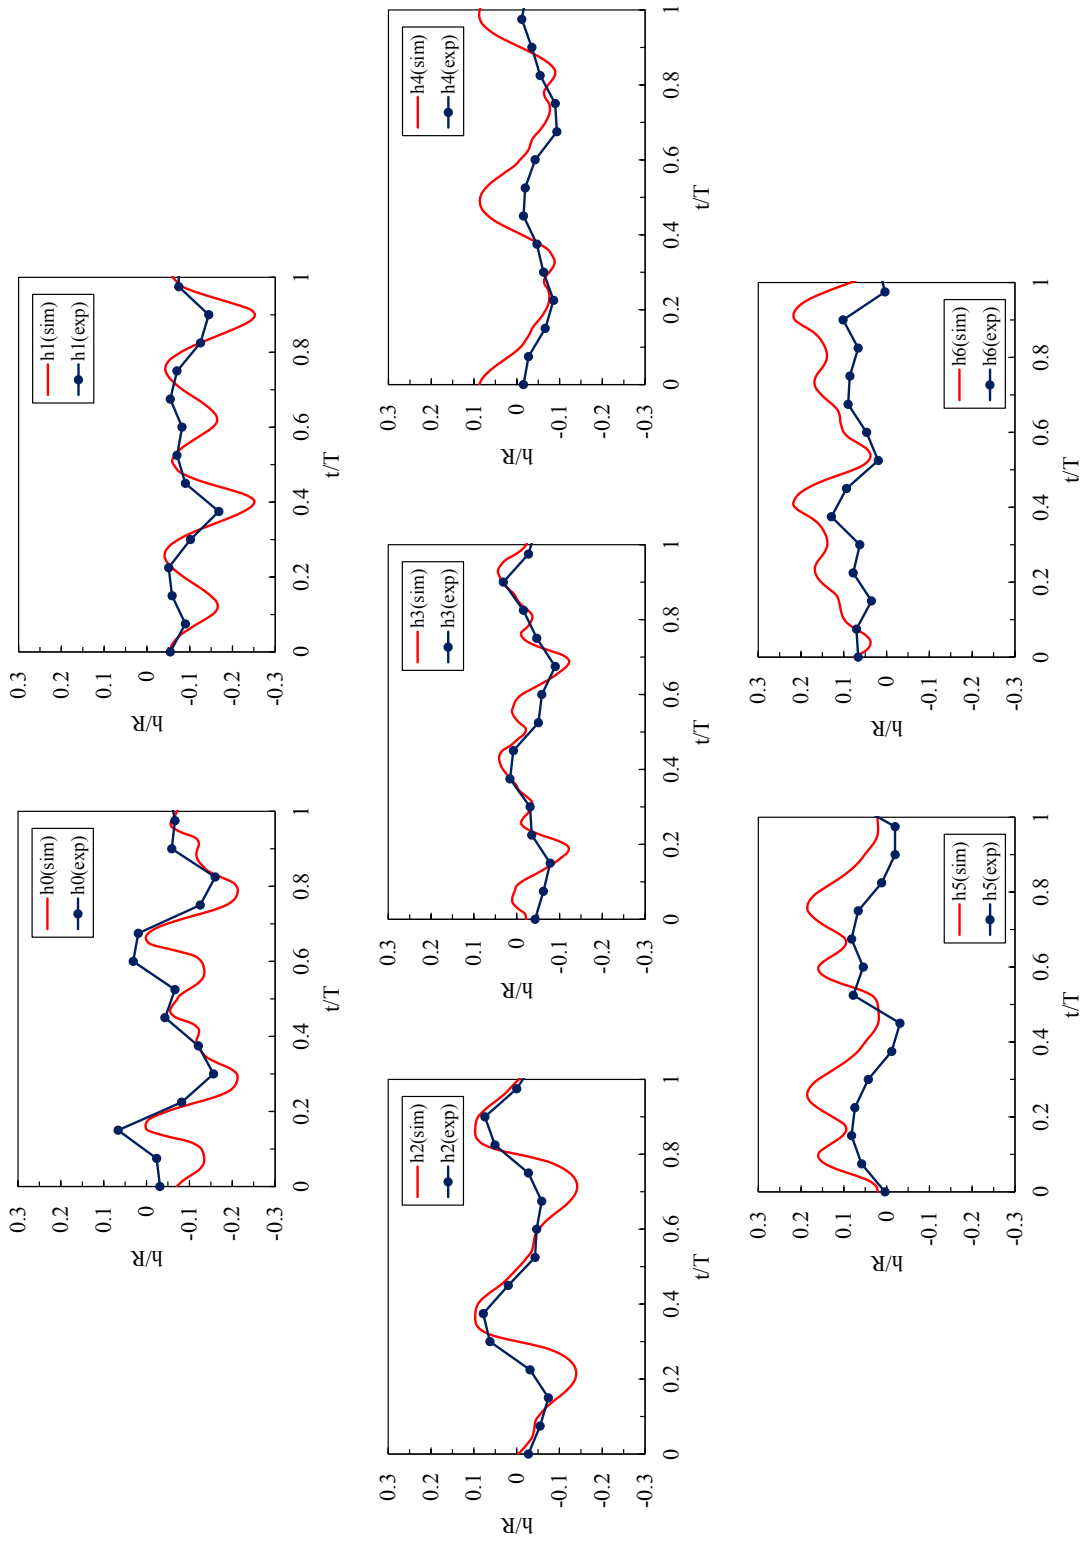 h0(sim)
h0(exp)
0.3
0.2
0.1
0
-0.1
-0.2
-0.3
h/R
0 0.2 0.4 0.6 0.8 1
t/T
h1(sim)
h1(exp)
0.3
0.2
0.1
0
-0.1
-0.2
-0.3
h/R
0 0.2 0.4 0.6 0.8 1
t/T
h2(sim)
h2(exp)
0.3
0.2
0.1
0
-0.1
-0.2
-0.3
h/R
0 0.2 0.4 0.6 0.8 1
t/T
h3(sim)
h3(exp)
0.3
0.2
0.1
0
-0.1
-0.2
-0.3
h/R
0 0.2 0.4 0.6 0.8 1
t/T
h4(sim)
h4(exp)
0.3
0.2
0.1
0
-0.1
-0.2
-0.3
h/R
0 0.2 0.4 0.6 0.8 1
t/T
h5(sim)
h5(exp)
0.3
0.2
0.1
0
-0.1
-0.2
-0.3
h/R
0 0.2 0.4 0.6 0.8 1
t/T
h6(sim)
h6(exp)
0.3
0.2
0.1
0
-0.1
-0.2
-0.3
h/R
0 0.2 0.4 0.6 0.8 1
t/T